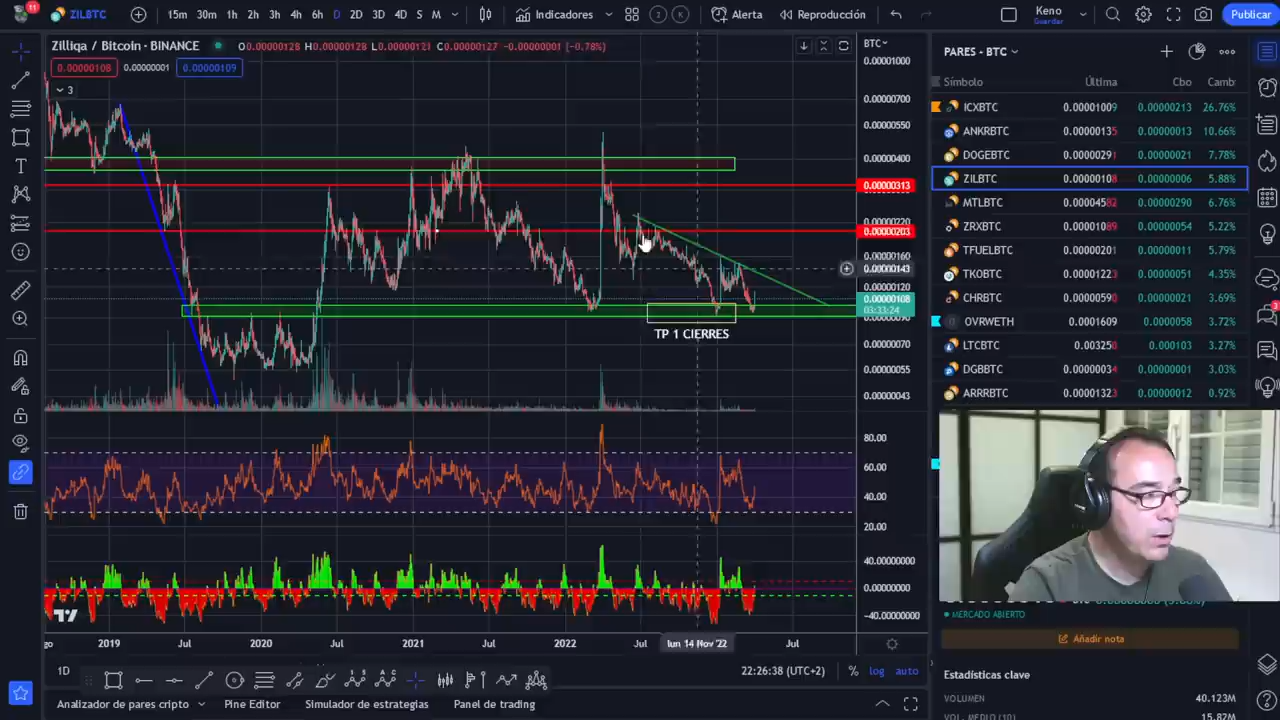 11
ZILBTC
15m 30m 1h 2h 3h 4h 6h D 2D 3D 4D S M
Indicadores
Alerta
Reproducción
Keno
Guardar
Publicar
Zilliqa / Bitcoin · BINANCE
O0.00000128 H0.00000128 L0.00000121 C0.00000127 -0.00000001 (-0.78%)
0.00000108 0.00000001 0.00000109
3
BTC
0.00001000
0.00000700
0.00000550
0.00000400
0.00000313
0.00000220
0.00000203
0.00000160
0.00000143
0.00000120
0.00000108
03:33:24
0.00000090
0.00000070
0.00000055
0.00000043
TP 1 CIERRES
80.00
60.00
40.00
20.00
40.00000000
0.00000000
-40.00000000
go 2019 Jul 2020 Jul 2021 Jul 2022 Jul lun 14 Nov '22 Jul
1D
22:26:38 (UTC+2)
% log auto
Analizador de pares cripto
Pine Editor
Simulador de estrategias
Panel de trading
PARES - BTC
Símbolo Última Cbo Camb
ICXBTC 0.00001009 0.00000213 26.76%
ANKRBTC 0.00000135 0.00000013 10.66%
DOGEBTC 0.00000291 0.00000021 7.78%
ZILBTC 0.00000108 0.00000006 5.88%
MTLBTC 0.00004582 0.00000290 6.76%
ZRXBTC 0.00001089 0.00000054 5.22%
TFUELBTC 0.00000201 0.00000011 5.79%
TKOBTC 0.00001223 0.00000051 4.35%
CHRBTC 0.00000590 0.00000021 3.69%
OVRWETH 0.0001609 0.00000058 3.72%
LTCBTC 0.003250 0.000103 3.27%
DGBBTC 0.00000034 0.00000001 3.03%
ARRRBTC 0.00001323 0.00000012 0.92%
3
MERCADO ABIERTO
Añadir nota
Estadísticas clave
VOLUMEN 40.123M
15.82M